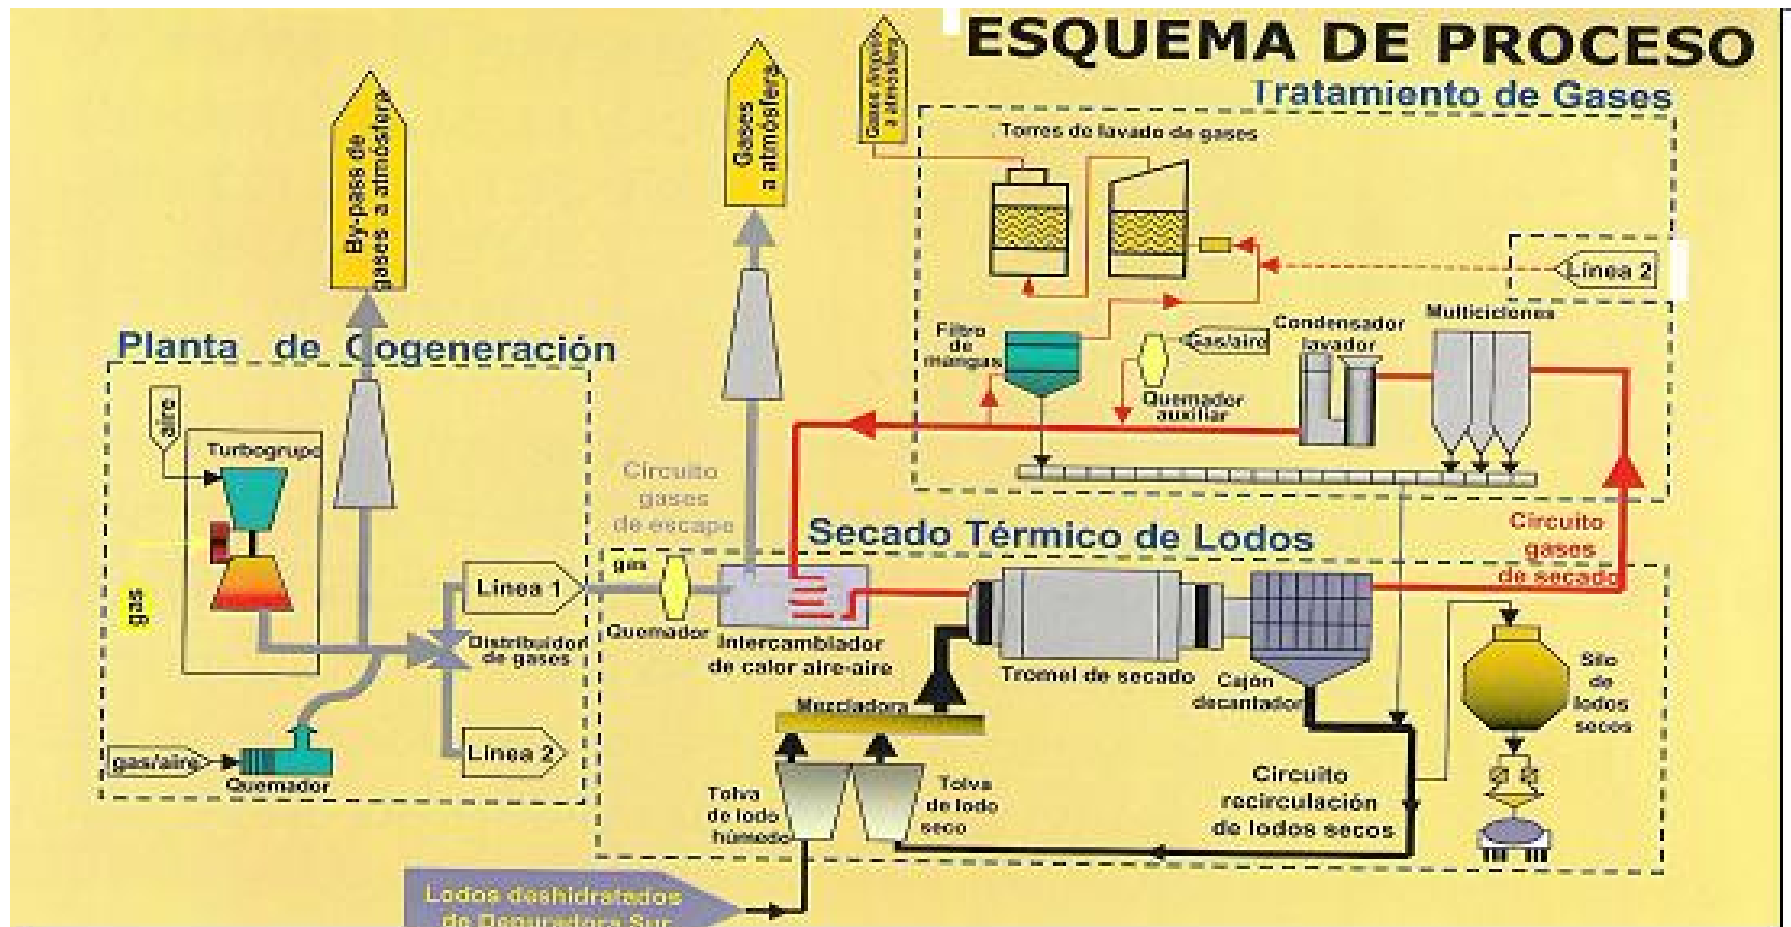 ESQUEMA DE PROCESO
Tratamiento de Gases
Torres de lavado de gases
Gases limpios
a atmósfera
Gases
a atmósfera
By-pass de
gases a atmósfera
Línea 2
Filtro
de
mangas
Gas/aire
Quemador
auxiliar
Condensador
lavador
Multiciclones
Planta de Cogeneración
aire
Turbogrupo
gas
gas/aire
Quemador
Línea 1
Distribuidor
de gases
Línea 2
Circuito
gases
de escape
Secado Térmico de Lodos
gas
Quemador
Intercambiador
de calor aire-aire
Tromel de secado
Cajón
decantador
Circuito
gases
de secado
Silo
de
lodos
secos
Mezcladora
Tolva
de lodo
húmedo
Tolva
de lodo
seco
Circuito
recirculación
de lodos secos
Lodos deshidratados
de Depuradora Sur